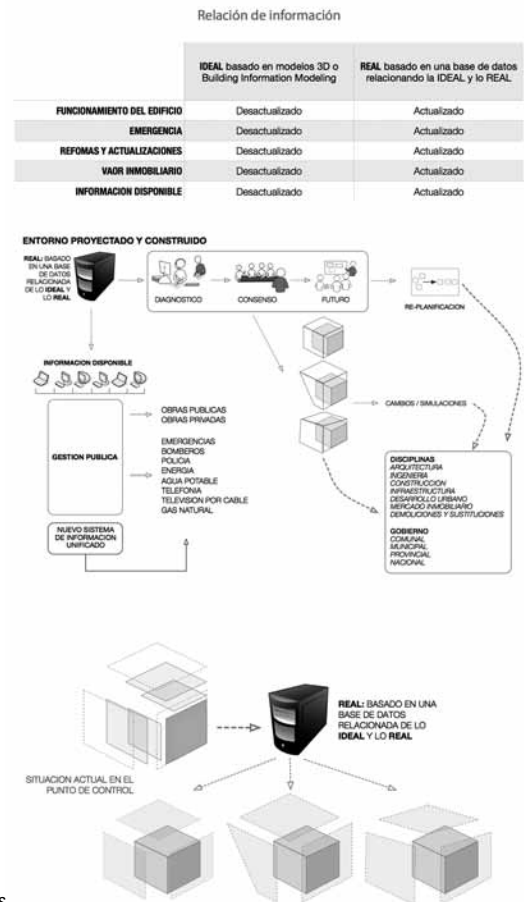 Relación de información
IDEAL basado en modelos 3D o
Building Information Modeling
REAL basado en una base de datos
relacionando la IDEAL y lo REAL
FUNCIONAMIENTO DEL EDIFICIO Desactualizado Actualizado
EMERGENCIA Desactualizado Actualizado
REFOMAS Y ACTUALIZACIONES Desactualizado Actualizado
VAOR INMOBILIARIO Desactualizado Actualizado
INFORMACION DISPONIBLE Desactualizado Actualizado
ENTORNO PROYECTADO Y CONSTRUIDO
REAL: BASADO
EN UNA BASE
DE DATOS
RELACIONADA
DE LO IDEAL Y
LO REAL
DIAGNOSTICO CONSENSO FUTURO
RE-PLANIFICACION
INFORMACION DISPONIBLE
GESTION PUBLICA
NUEVO SISTEMA
DE INFORMACION
UNIFICADO
OBRAS PUBLICAS
OBRAS PRIVADAS
EMERGENCIAS
BOMBEROS
POLICIA
ENERGIA
AGUA POTABLE
TELEFONIA
TELEVISION POR CABLE
GAS NATURAL
CAMBIOS / SIMULACIONES
DISCIPLINAS
ARQUITECTURA
INGENIERIA
CONSTRUCCION
INFRAESTRUCTURA
DESARROLLO URBANO
MERCADO INMOBILIARIO
DEMOLICIONES Y SUSTITUCIONES
GOBIERNO
COMUNAL
MUNICIPAL
PROVINCIAL
NACIONAL
REAL: BASADO EN UNA
BASE DE DATOS
RELACIONADA DE LO
IDEAL Y LO REAL
SITUACION ACTUAL EN EL
PUNTO DE CONTROL